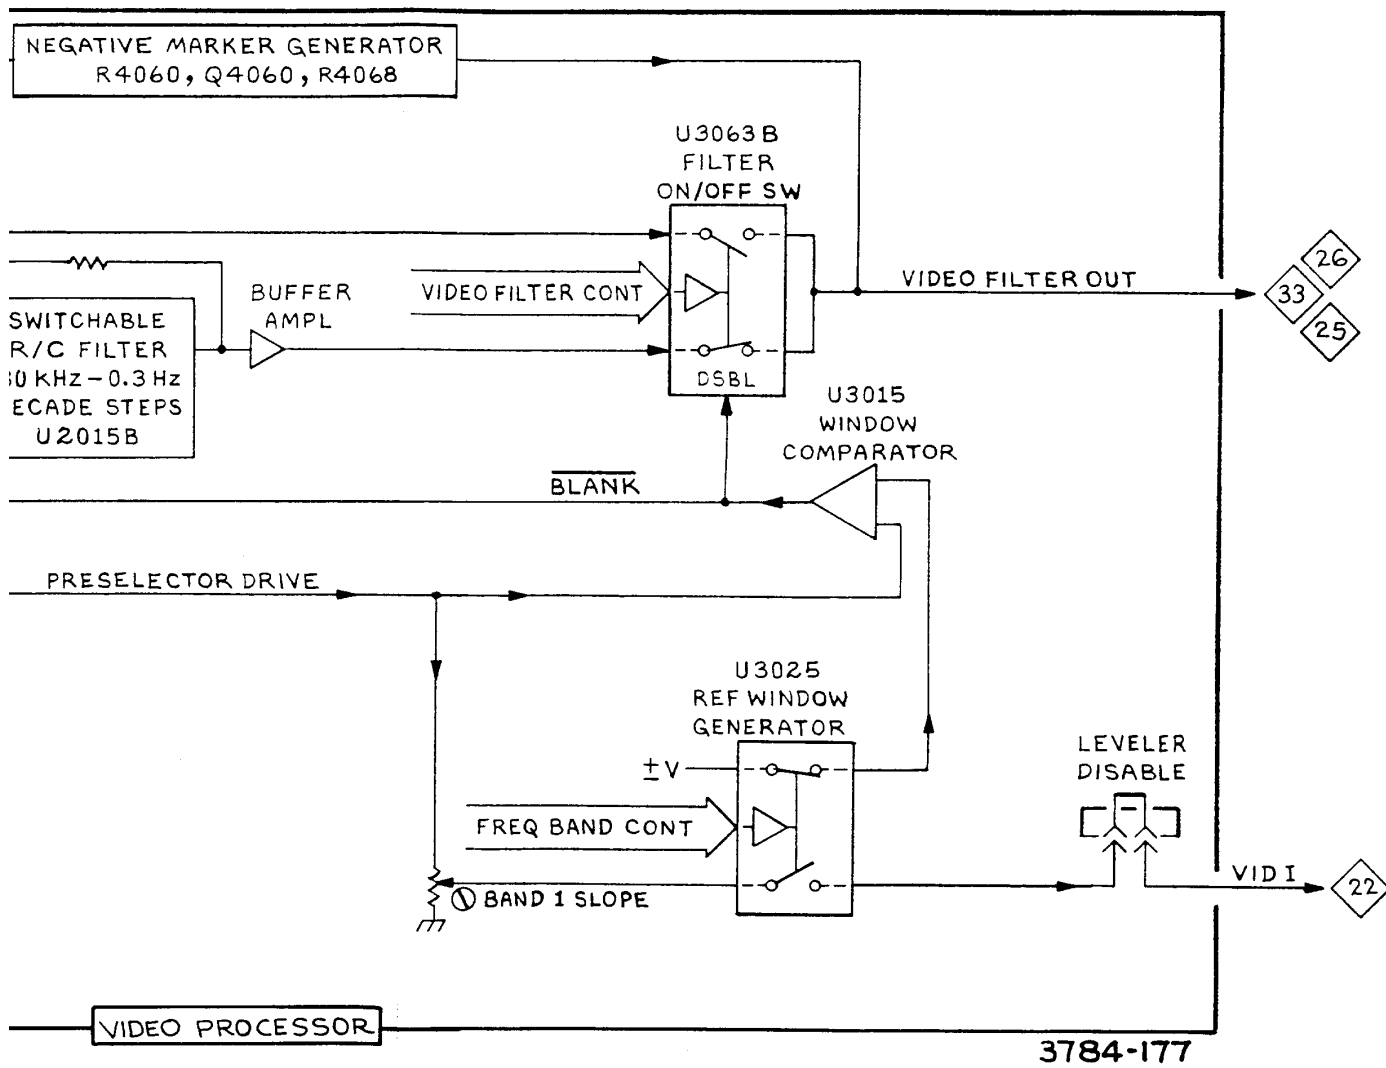 NEGATIVE MARKER GENERATOR
R4060, Q4060, R4068
U3063B
FILTER
ON/OFF SW
VIDEO FILTER CONT
DSBL
BUFFER
AMPL
SWITCHABLE
R/C FILTER
0 KHz – 0.3 Hz
ECADE STEPS
U2015B
VIDEO FILTER OUT
26
33
25
U3015
WINDOW
COMPARATOR
BLANK
PRESELECTOR DRIVE
U3025
REF WINDOW
GENERATOR
± V
FREQ BAND CONT
BAND 1 SLOPE
LEVELER
DISABLE
VID I
22
VIDEO PROCESSOR
3784-177